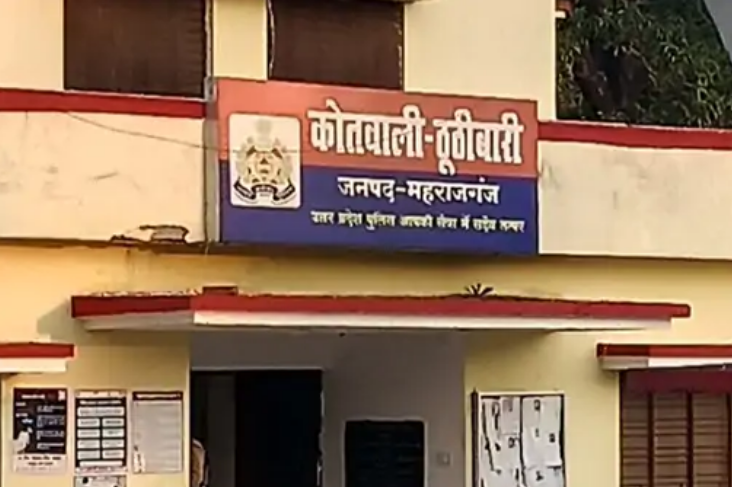 कोतवाली-ठूठीबारी
जनपद-महराजगंज
उत्तर प्रदेश पुलिस आपकी सेवा में सदैव तत्पर